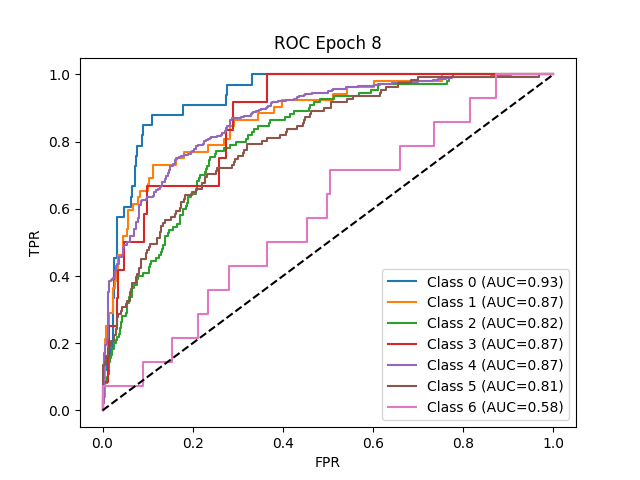 ROC Epoch 8
1.0
0.8
0.6
0.4
0.2
0.0
TPR
0.0 0.2 0.4 0.6 0.8 1.0
FPR
Class 0 (AUC=0.93)
Class 1 (AUC=0.87)
Class 2 (AUC=0.82)
Class 3 (AUC=0.87)
Class 4 (AUC=0.87)
Class 5 (AUC=0.81)
Class 6 (AUC=0.58)